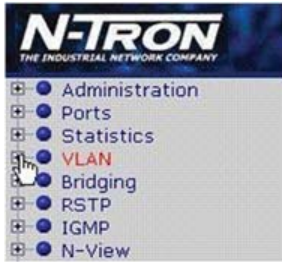 N-TRON
THE INDUSTRIAL NETWORK COMPANY
Administration
Ports
Statistics
VLAN
Bridging
RSTP
IGMP
N-View